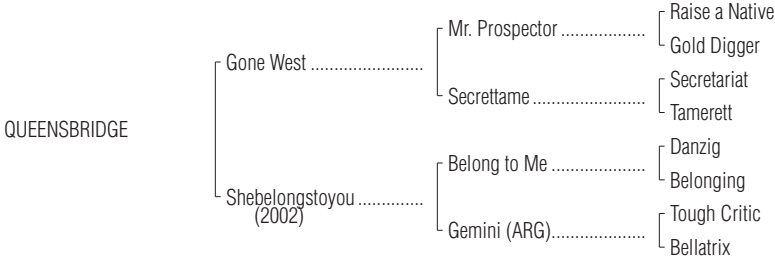 Raise a Native
Mr. Prospector ...................
Gold Digger
Gone West .......................
Secretariat
Secrettame .......................
Tamerett
QUEENSBRIDGE
Danzig
Belong to Me ...................
Belonging
Shebelongstoyou .............
(2002)
Tough Critic
Gemini (ARG)...................
Bellatrix